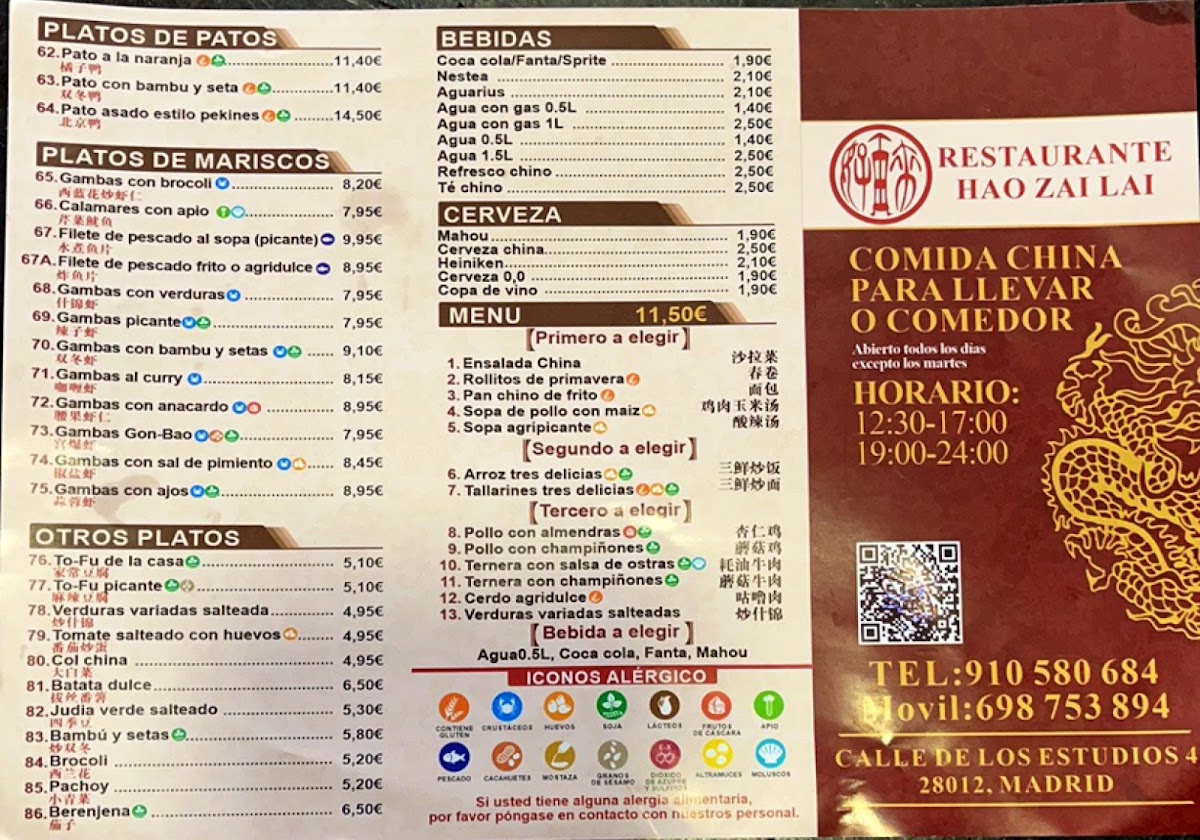 PLATOS DE PATOS
62.Pato a la naranja 11,40€
橘子鸭
63.Pato con bambu y seta 11,40€
双冬鸭
64.Pato asado estilo pekines 14,50€
北京鸭
PLATOS DE MARISCOS
65.Gambas con brocoli 8,20€
西蓝花炒虾仁
66.Calamares con apio 7,95€
芹菜鱿鱼
67.Filete de pescado al sopa (picante) 9,95€
水煮鱼片
67A.Filete de pescado frito o agridulce 8,95€
炸鱼片
68.Gambas con verduras 7,95€
什锦虾
69.Gambas picante 7,95€
辣子虾
70.Gambas con bambu y setas 9,10€
双冬虾
71.Gambas al curry 8,15€
咖喱虾
72.Gambas con anacardo 8,95€
腰果虾仁
73.Gambas Gon-Bao 7,95€
宫爆虾
74.Gambas con sal de pimiento 8,45€
椒盐虾
75.Gambas con ajos 8,95€
蒜蓉虾
OTROS PLATOS
76.To-Fu de la casa 5,10€
家常豆腐
77.To-Fu picante 5,10€
麻辣豆腐
78.Verduras variadas salteada 4,95€
炒什锦
79.Tomate salteado con huevos 4,95€
番茄炒蛋
80.Col china 4,95€
大白菜
81.Batata dulce 6,50€
拔丝番薯
82.Judia verde salteado 5,30€
四季豆
83.Bambú y setas 5,80€
炒双冬
84.Brocoli 5,20€
西兰花
85.Pachoy 5,20€
小青菜
86.Berenjena 6,50€
茄子
BEBIDAS
Coca cola/Fanta/Sprite 1,90€
Nestea 2,10€
Aguarius 2,10€
Agua con gas 0.5L 1,40€
Agua con gas 1L 2,50€
Agua 0.5L 1,40€
Agua 1.5L 2,50€
Refresco chino 2,50€
Té chino 2,50€
CERVEZA
Mahou 1,90€
Cerveza china 2,50€
Heiniken 2,10€
Cerveza 0,0 1,90€
Copa de vino 1,90€
MENU 11,50€
【Primero a elegir】
1. Ensalada China 沙拉菜
2. Rollitos de primavera 春卷
3. Pan chino de frito 面包
4. Sopa de pollo con maiz 鸡肉玉米汤
5. Sopa agripicante 酸辣汤
【Segundo a elegir】
6. Arroz tres delicias 三鲜炒饭
7. Tallarines tres delicias 三鲜炒面
【Tercero a elegir】
8. Pollo con almendras 杏仁鸡
9. Pollo con champiñones 蘑菇鸡
10. Ternera con salsa de ostras 耗油牛肉
11. Ternera con champiñones 蘑菇牛肉
12. Cerdo agridulce 咕噜肉
13. Verduras variadas salteadas 炒什锦
【Bebida a elegir】
Agua0.5L, Coca cola, Fanta, Mahou
ICONOS ALÉRGICO
CONTIENE GLUTEN
CRUSTÁCEOS
HUEVOS
SOJA
LÁCTEOS
FRUTOS DE CÁSCARA
APIO
PESCADO
CACAHUETES
MOSTAZA
GRANOS DE SÉSAMO
DIÓXIDO DE AZUFRE Y SULFITOS
ALTRAMUCES
MOLUSCOS
Si usted tiene alguna alergia alimentaria,
por favor póngase en contacto con nuestros personal.
RESTAURANTE
HAO ZAI LAI
COMIDA CHINA
PARA LLEVAR
O COMEDOR
Abierto todos los días
excepto los martes
HORARIO:
12:30-17:00
19:00-24:00
TEL:910 580 684
Movil:698 753 894
CALLE DE LOS ESTUDIOS 4
28012, MADRID